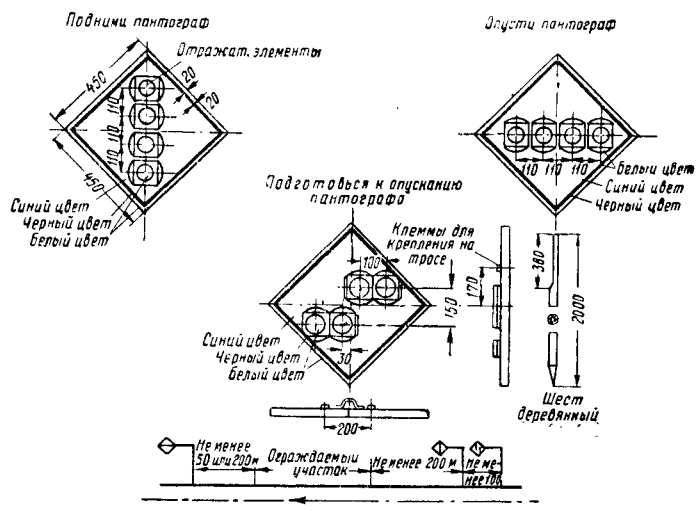 Подними пантограф
Отражат. элементы
450
20
20
110
110
110
450
Синий цвет
Черный цвет
Белый цвет
Опусти пантограф
110 110 110
Белый цвет
Синий цвет
Черный цвет
Подготовься к опусканию
пантографа
100
150
30
Синий цвет
Черный цвет
Белый цвет
200
Клеммы для
крепления на
тросе
170
380
2000
Шест
деревянный
Не менее
50 или 200м
Ограждаемый
участок
Не менее 200 м
Не ме-
нее 100